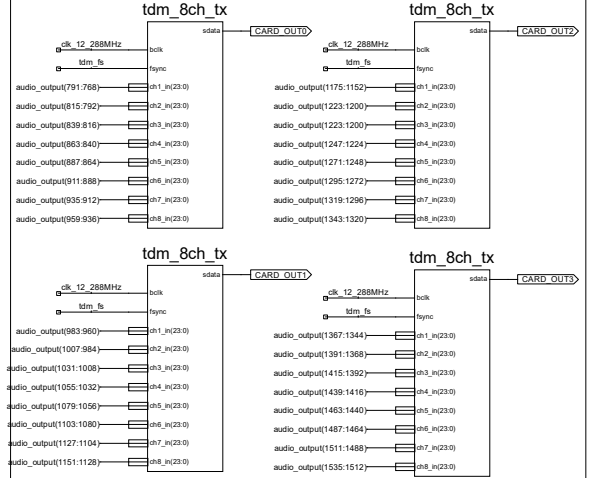 tdm_8ch_tx
sdata
CARD_OUT0
clk_12_288MHz
bclk
tdm_fs
fsync
audio_output(791:768) ch1_in(23:0)
audio_output(815:792) ch2_in(23:0)
audio_output(839:816) ch3_in(23:0)
audio_output(863:840) ch4_in(23:0)
audio_output(887:864) ch5_in(23:0)
audio_output(911:888) ch6_in(23:0)
audio_output(935:912) ch7_in(23:0)
audio_output(959:936) ch8_in(23:0)
tdm_8ch_tx
sdata
CARD_OUT2
clk_12_288MHz
bclk
tdm_fs
fsync
audio_output(1175:1152) ch1_in(23:0)
audio_output(1223:1200) ch2_in(23:0)
audio_output(1223:1200) ch3_in(23:0)
audio_output(1247:1224) ch4_in(23:0)
audio_output(1271:1248) ch5_in(23:0)
audio_output(1295:1272) ch6_in(23:0)
audio_output(1319:1296) ch7_in(23:0)
audio_output(1343:1320) ch8_in(23:0)
tdm_8ch_tx
sdata
CARD_OUT1
clk_12_288MHz
bclk
tdm_fs
fsync
audio_output(983:960) ch1_in(23:0)
audio_output(1007:984) ch2_in(23:0)
audio_output(1031:1008) ch3_in(23:0)
audio_output(1055:1032) ch4_in(23:0)
audio_output(1079:1056) ch5_in(23:0)
audio_output(1103:1080) ch6_in(23:0)
audio_output(1127:1104) ch7_in(23:0)
audio_output(1151:1128) ch8_in(23:0)
tdm_8ch_tx
sdata
CARD_OUT3
clk_12_288MHz
bclk
tdm_fs
fsync
audio_output(1367:1344) ch1_in(23:0)
audio_output(1391:1368) ch2_in(23:0)
audio_output(1415:1392) ch3_in(23:0)
audio_output(1439:1416) ch4_in(23:0)
audio_output(1463:1440) ch5_in(23:0)
audio_output(1487:1464) ch6_in(23:0)
audio_output(1511:1488) ch7_in(23:0)
audio_output(1535:1512) ch8_in(23:0)